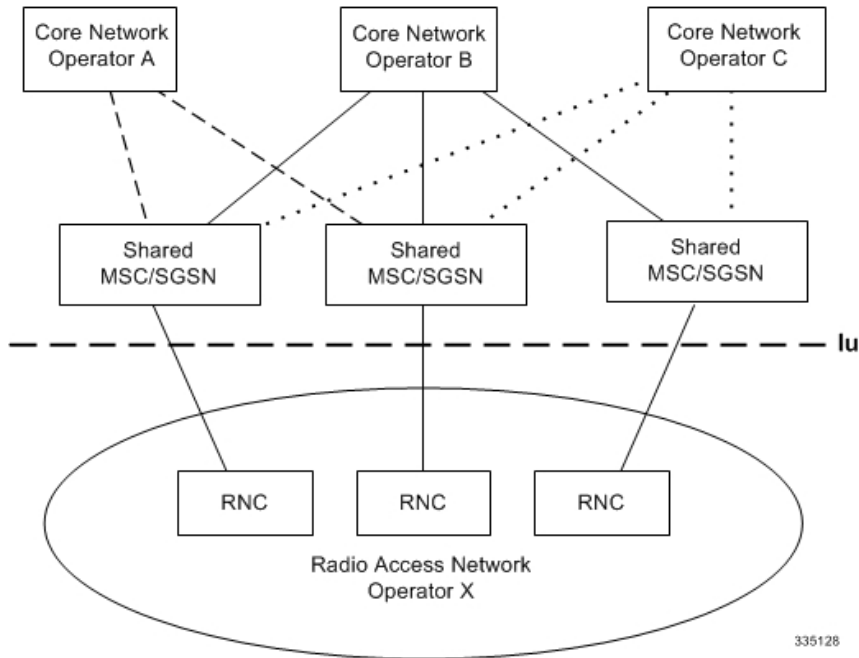 Core Network
Operator A
Core Network
Operator B
Core Network
Operator C
Shared
MSC/SGSN
Shared
MSC/SGSN
Shared
MSC/SGSN
Iu
RNC
RNC
RNC
Radio Access Network
Operator X
335128